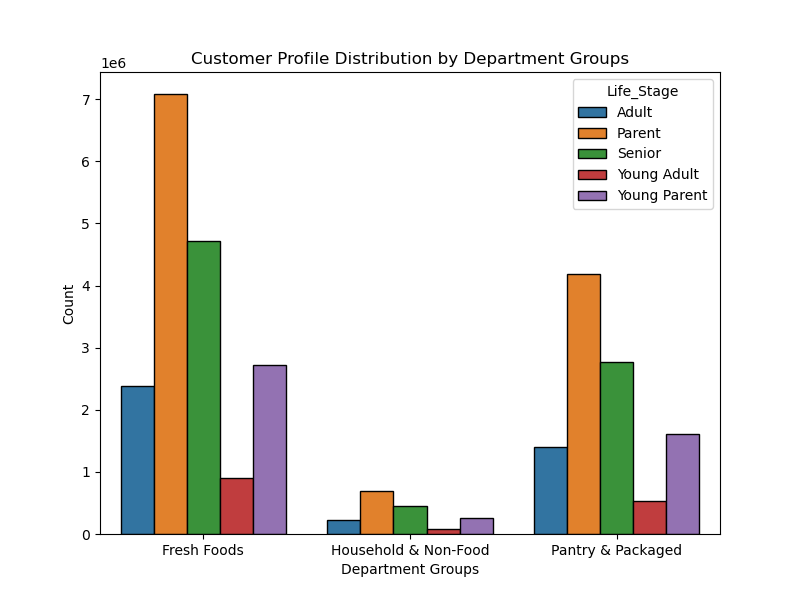 Customer Profile Distribution by Department Groups
1e6
Life_Stage
Adult
Parent
Senior
Young Adult
Young Parent
7
6
5
4
3
2
1
0
Count
Fresh Foods
Household & Non-Food
Pantry & Packaged
Department Groups